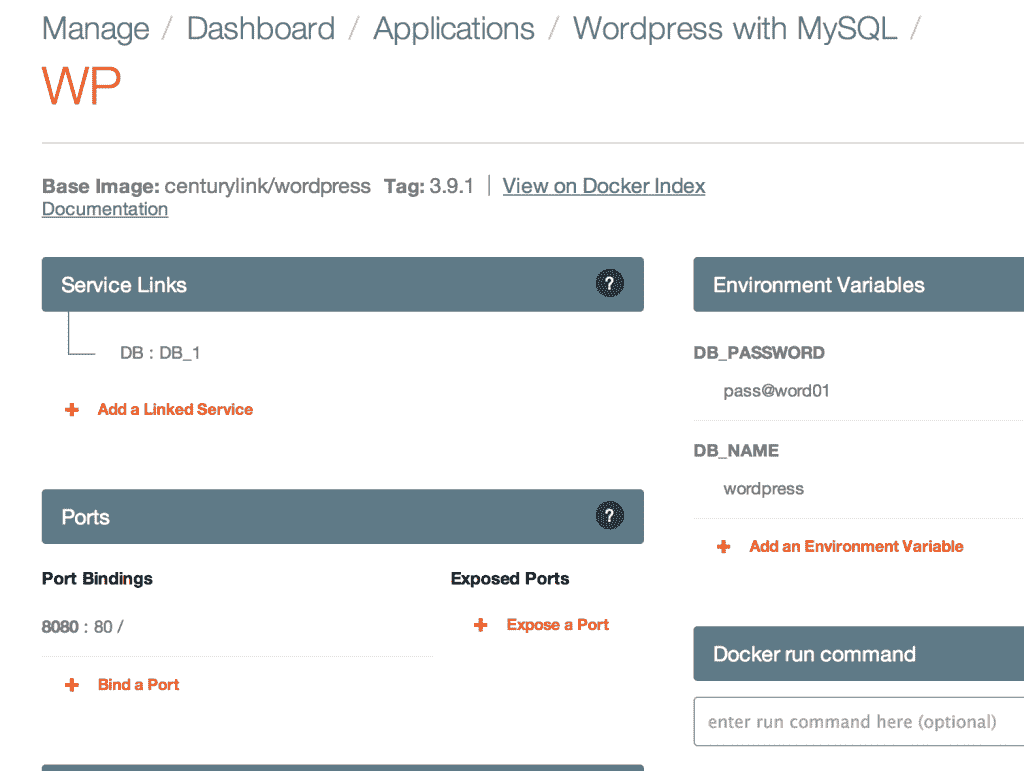 Manage / Dashboard / Applications / Wordpress with MySQL /
WP
Base Image: centurylink/wordpress Tag: 3.9.1 | View on Docker Index
Documentation
Service Links ?
DB : DB_1
+ Add a Linked Service
Ports ?
Port Bindings Exposed Ports
8080 : 80 / + Expose a Port
+ Bind a Port
Environment Variables
DB_PASSWORD
pass@word01
DB_NAME
wordpress
+ Add an Environment Variable
Docker run command
enter run command here (optional)